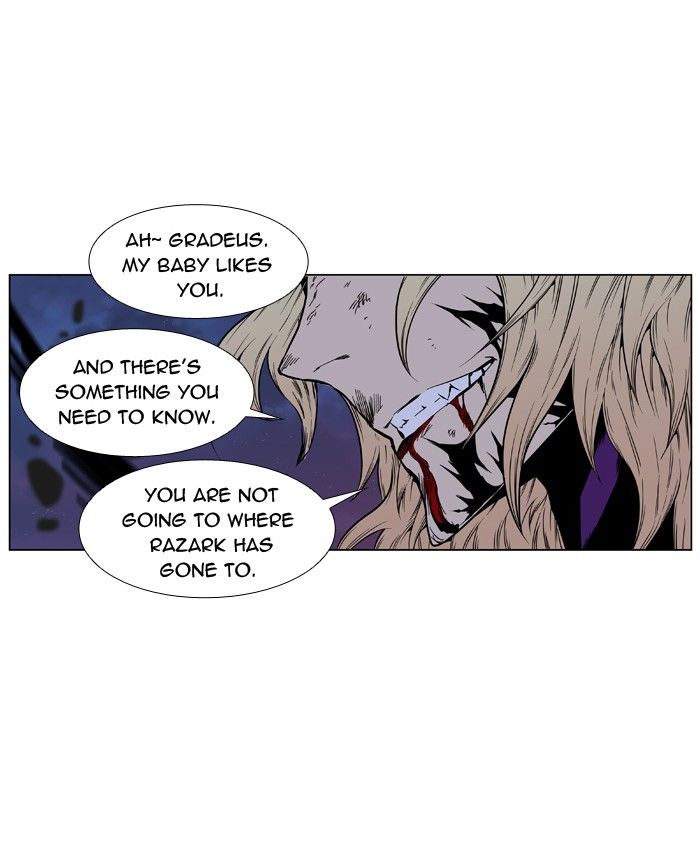 AH~ GRADEUS.
MY BABY LIKES
YOU.
AND THERE'S
SOMETHING YOU
NEED TO KNOW.
YOU ARE NOT
GOING TO WHERE
RAZARK HAS
GONE TO.